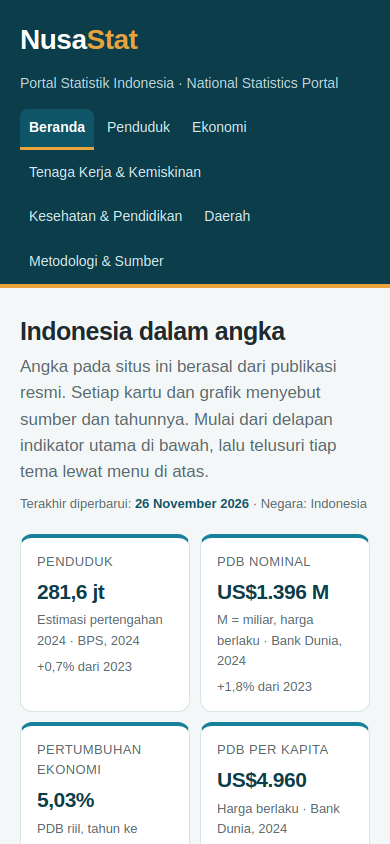 NusaStat
Portal Statistik Indonesia · National Statistics Portal
Beranda Penduduk Ekonomi
Tenaga Kerja & Kemiskinan
Kesehatan & Pendidikan Daerah
Metodologi & Sumber
Indonesia dalam angka
Angka pada situs ini berasal dari publikasi
resmi. Setiap kartu dan grafik menyebut
sumber dan tahunnya. Mulai dari delapan
indikator utama di bawah, lalu telusuri tiap
tema lewat menu di atas.
Terakhir diperbarui: 26 November 2026 · Negara: Indonesia
PENDUDUK
281,6 jt
Estimasi pertengahan
2024 · BPS, 2024
+0,7% dari 2023
PDB NOMINAL
US$1.396 M
M = miliar, harga
berlaku · Bank Dunia,
2024
+1,8% dari 2023
PERTUMBUHAN
EKONOMI
5,03%
PDB riil, tahun ke
PDB PER KAPITA
US$4.960
Harga berlaku · Bank
Dunia, 2024